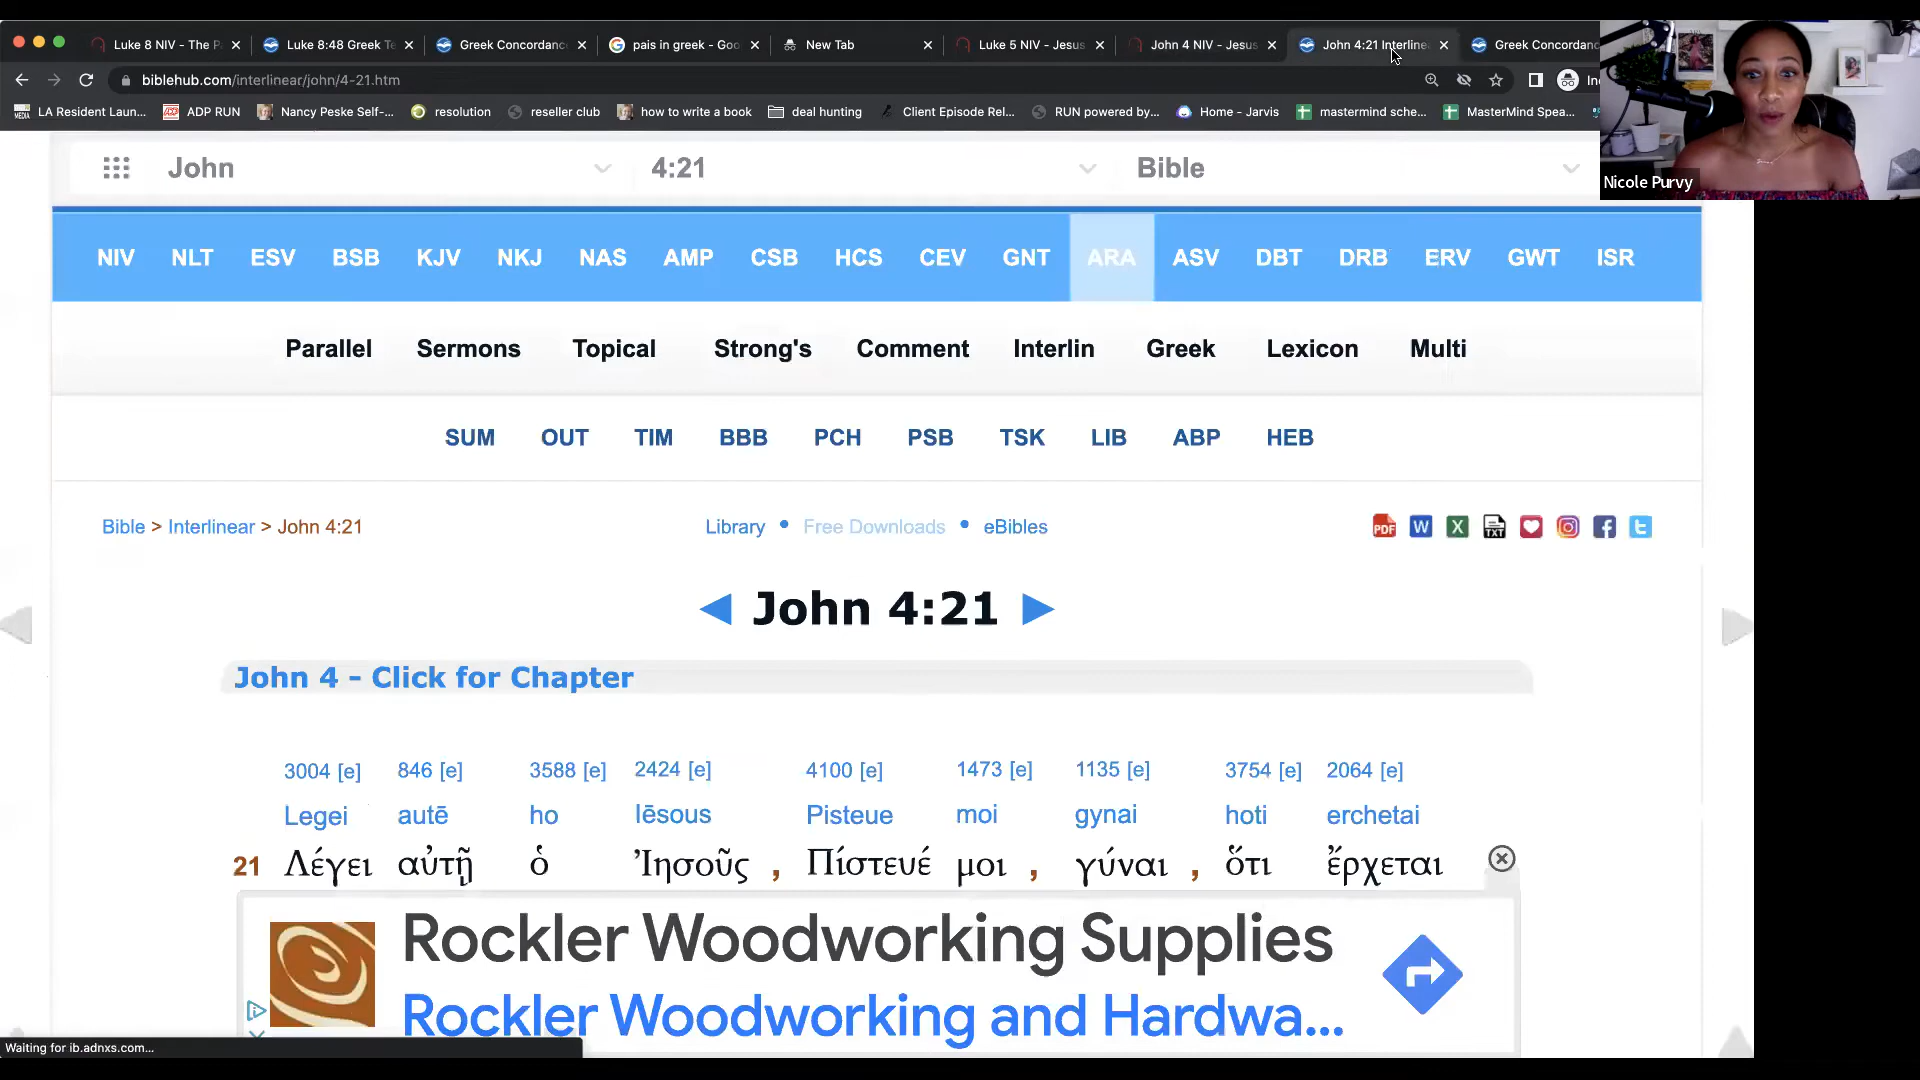 Luke 8 NIV - The P
Luke 8:48 Greek Te
Greek Concordanc
pais in greek - Goo
New Tab
Luke 5 NIV - Jesus
John 4 NIV - Jesus
John 4:21 Interline
Greek Concordanc
biblehub.com/interlinear/john/4-21.htm
LA Resident Laun...
ADP RUN
Nancy Peske Self-...
resolution
reseller club
how to write a book
deal hunting
Client Episode Rel...
RUN powered by...
Home - Jarvis
mastermind sche...
MasterMind Spea...
Nicole Purvy
John 4:21 Bible
NIV NLT ESV BSB KJV NKJ NAS AMP CSB HCS CEV GNT ARA ASV DBT DRB ERV GWT ISR
Parallel Sermons Topical Strong's Comment Interlin Greek Lexicon Multi
SUM OUT TIM BBB PCH PSB TSK LIB ABP HEB
Bible > Interlinear > John 4:21
Library • Free Downloads • eBibles
PDF W X TXT
◄ John 4:21 ►
John 4 - Click for Chapter
3004 [e] 846 [e] 3588 [e] 2424 [e] 4100 [e] 1473 [e] 1135 [e] 3754 [e] 2064 [e]
Legei autē ho Iēsous Pisteue moi gynai hoti erchetai
21 Λέγει αὐτῇ ὁ Ἰησοῦς , Πίστευέ μοι , γύναι , ὅτι ἔρχεται
Rockler Woodworking Supplies
Rockler Woodworking and Hardwa...
Waiting for ib.adnxs.com...